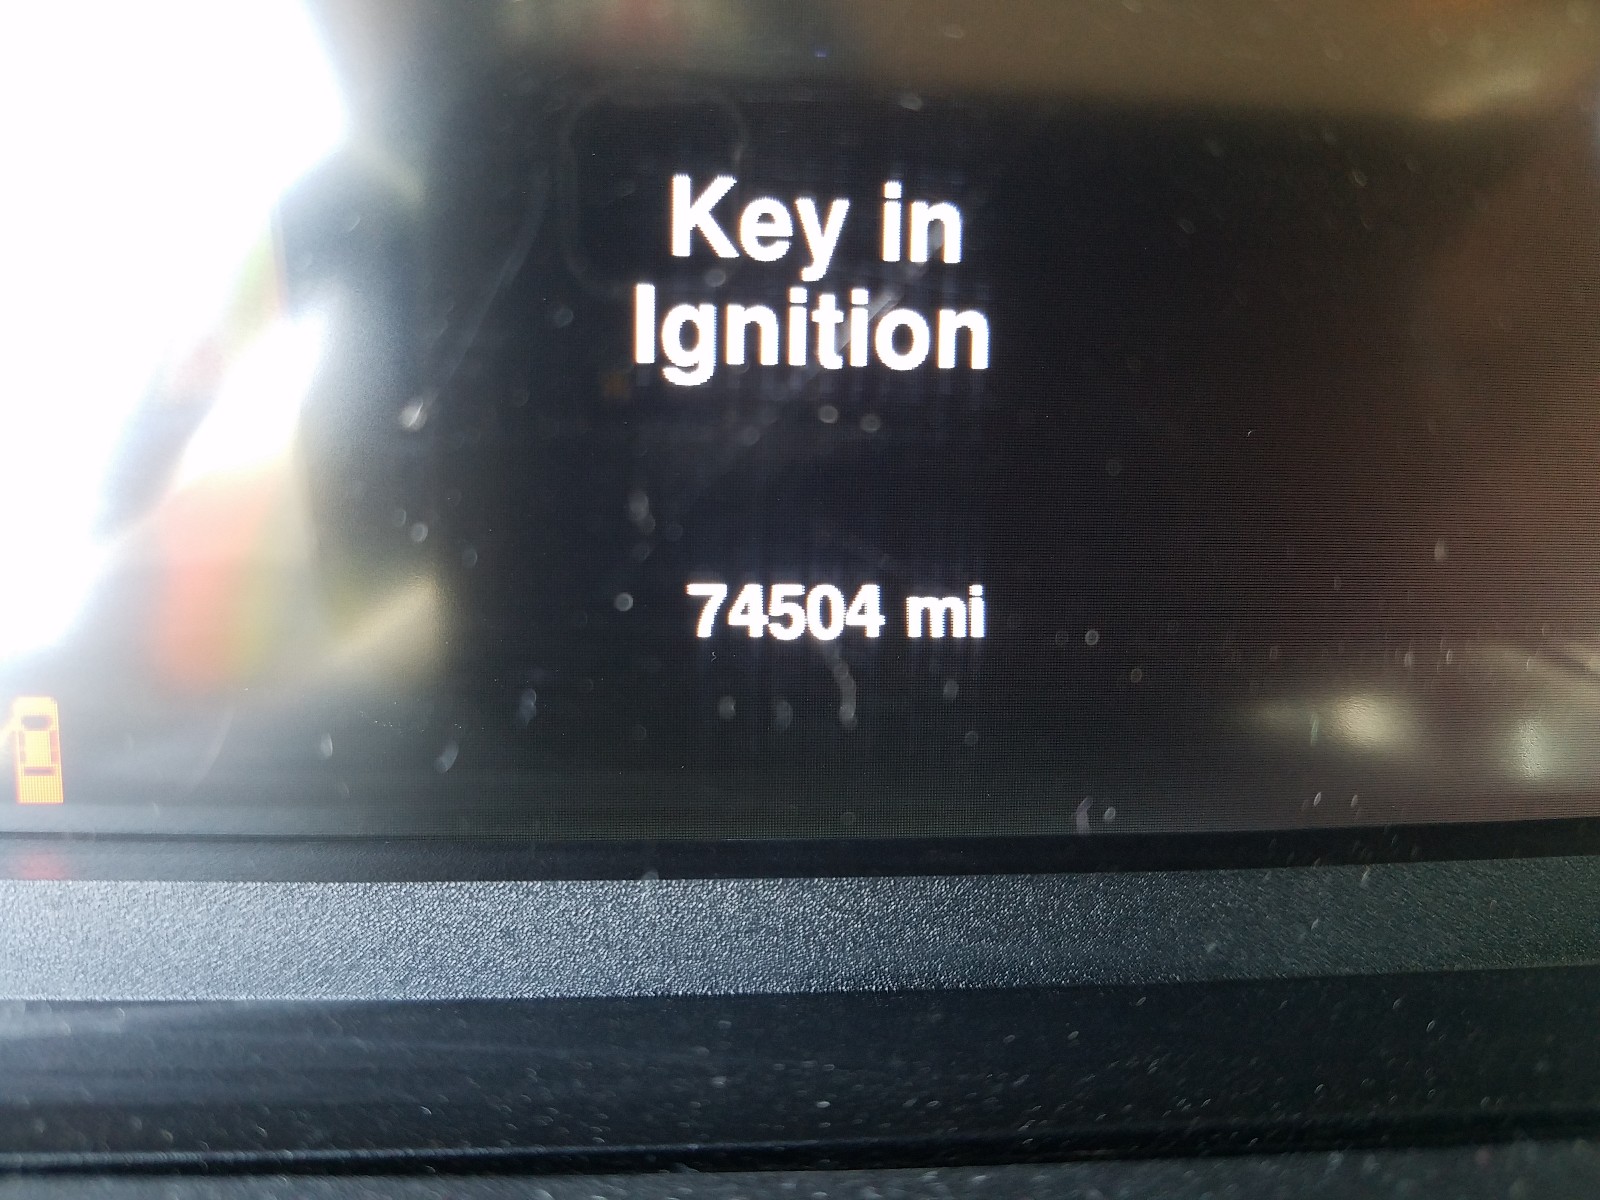 Key in
Ignition
74504 mi